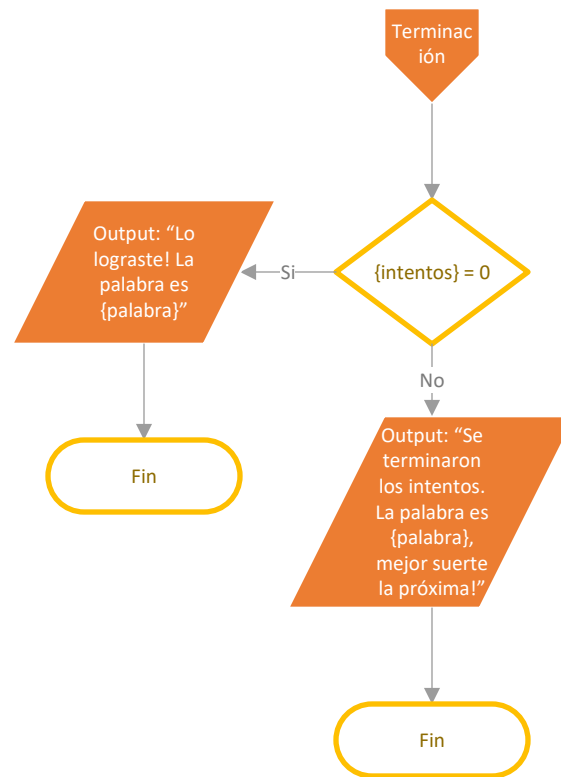 Terminac
ión
{intentos} = 0
Si
Output: “Lo
lograste! La
palabra es
{palabra}”
Fin
No
Output: “Se
terminaron
los intentos.
La palabra es
{palabra},
mejor suerte
la próxima!”
Fin